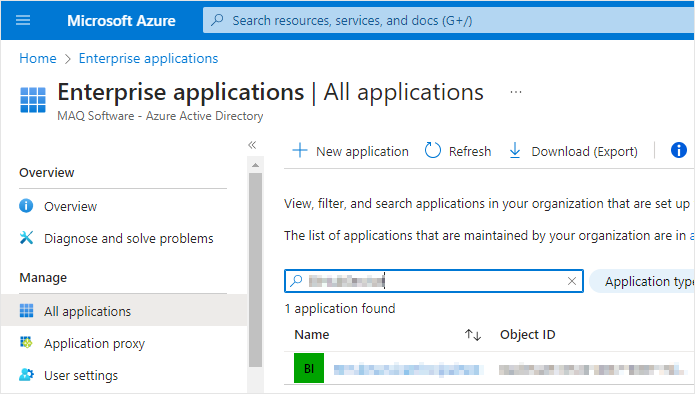 Microsoft Azure
Search resources, services, and docs (G+/)
Home > Enterprise applications >
Enterprise applications | All applications ...
MAQ Software - Azure Active Directory
«
Overview
Overview
Diagnose and solve problems
Manage
All applications
Application proxy
User settings
+ New application
Refresh
Download (Export)
View, filter, and search applications in your organization that are set up
The list of applications that are maintained by your organization are in a
Application type
1 application found
Name
Object ID
BI